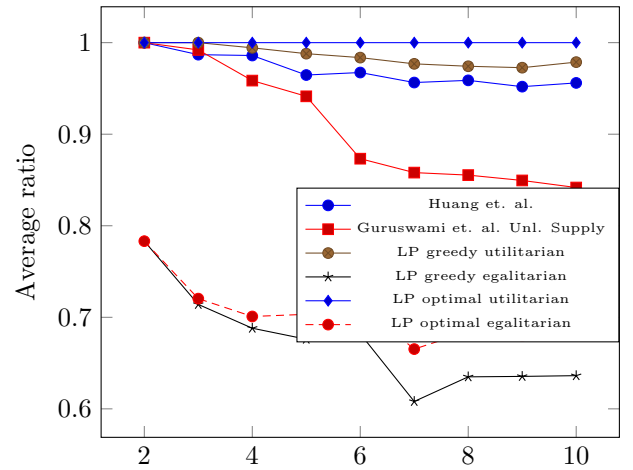 1
0.9
0.8
0.7
0.6
Average ratio
Huang et. al.
Guruswami et. al. Unl. Supply
LP greedy utilitarian
LP greedy egalitarian
LP optimal utilitarian
LP optimal egalitarian
2 4 6 8 10